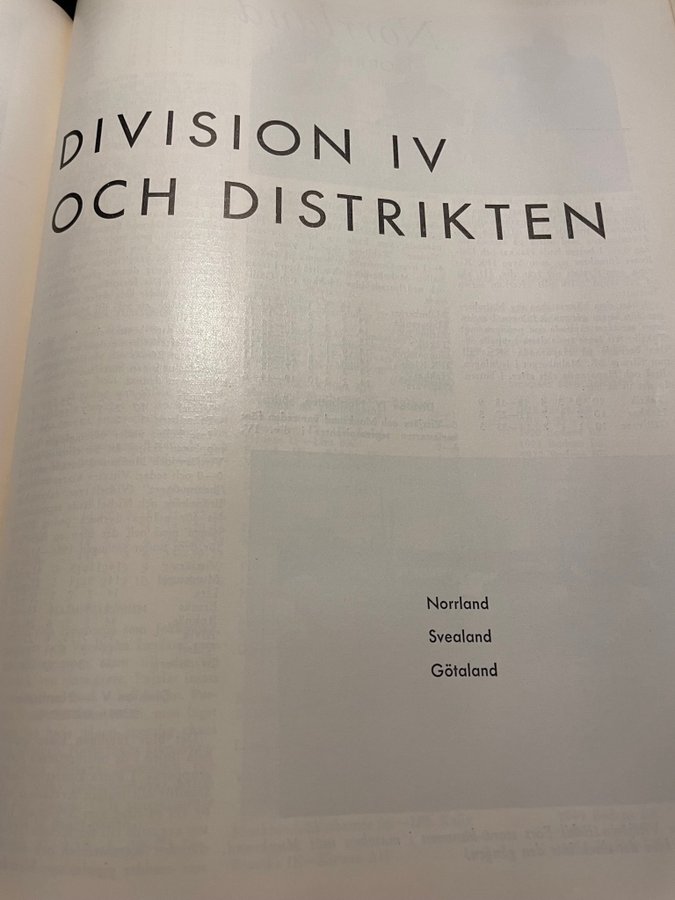 DIVISION IV
OCH DISTRIKTEN
Norrland
Svealand
Götaland